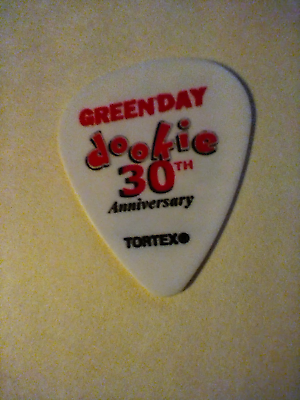 GREEN DAY
dookie
30TH
Anniversary
TORTEX